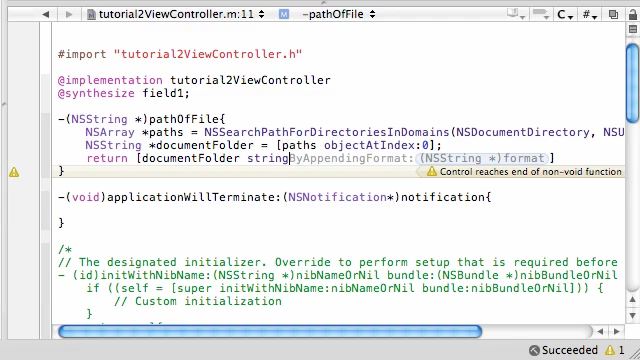 tutorial2ViewController.m:11 -pathOfFile C #
#import "tutorial2ViewController.h"
@implementation tutorial2ViewController
@synthesize field1;
-(NSString *)pathOfFile{
NSArray *paths = NSSearchPathForDirectoriesInDomains(NSDocumentDirectory, NSU
NSString *documentFolder = [paths objectAtIndex:0];
return [documentFolder stringByAppendingFormat:(NSString *)format]
} Control reaches end of non-void function
-(void)applicationWillTerminate:(NSNotification*)notification{
}
/*
// The designated initializer. Override to perform setup that is required before
- (id)initWithNibName:(NSString *)nibNameOrNil bundle:(NSBundle *)nibBundleOrNil
if ((self = [super initWithNibName:nibNameOrNil bundle:nibBundleOrNil])) {
// Custom initialization
Succeeded 1